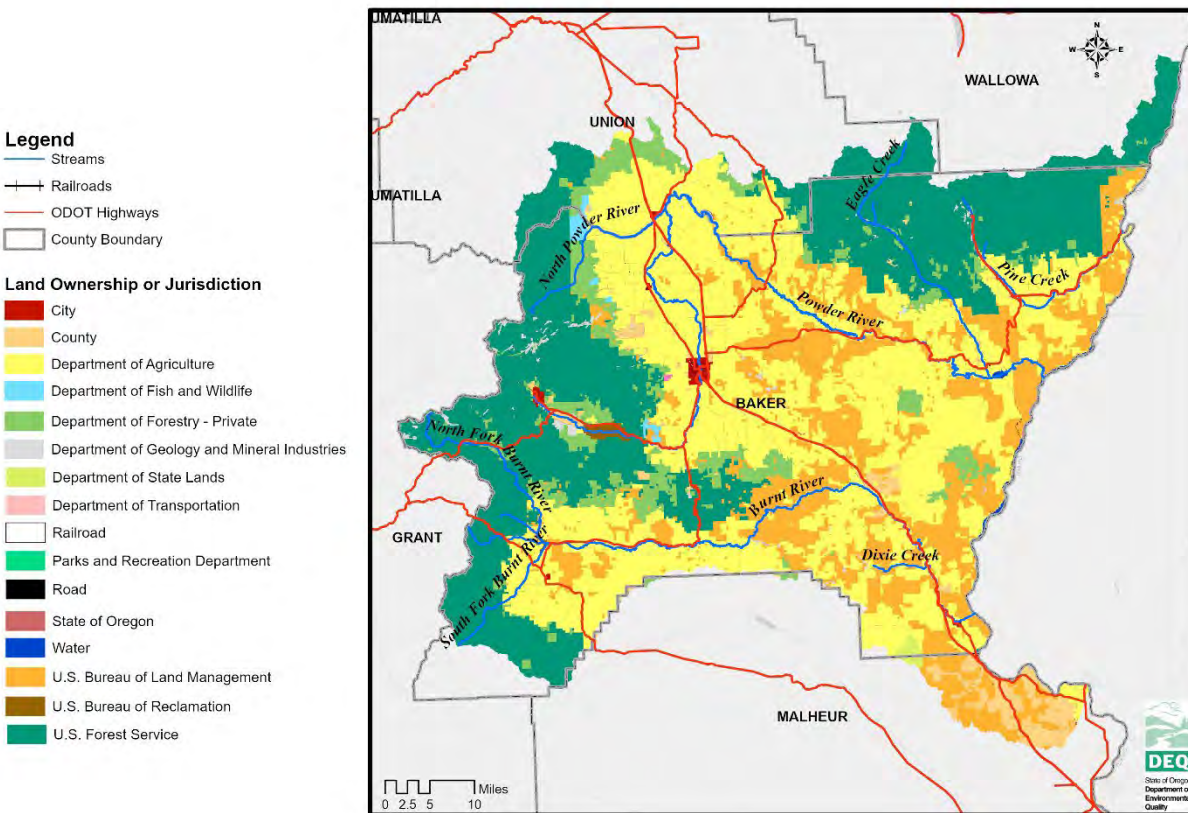 Legend
Streams
Railroads
ODOT Highways
County Boundary
Land Ownership or Jurisdiction
City
County
Department of Agriculture
Department of Fish and Wildlife
Department of Forestry - Private
Department of Geology and Mineral Industries
Department of State Lands
Department of Transportation
Railroad
Parks and Recreation Department
Road
State of Oregon
Water
U.S. Bureau of Land Management
U.S. Bureau of Reclamation
U.S. Forest Service
UMATILLA
N
W E
S
WALLOWA
UNION
Eagle Creek
UMATILLA
North Powder River
Pine Creek
Powder River
BAKER
North Fork Burnt River
Burnt River
GRANT
Dixie Creek
South Fork Burnt River
MALHEUR
Miles
0 2.5 5 10
DEQ
State of Oregon
Department of
Environmental
Quality